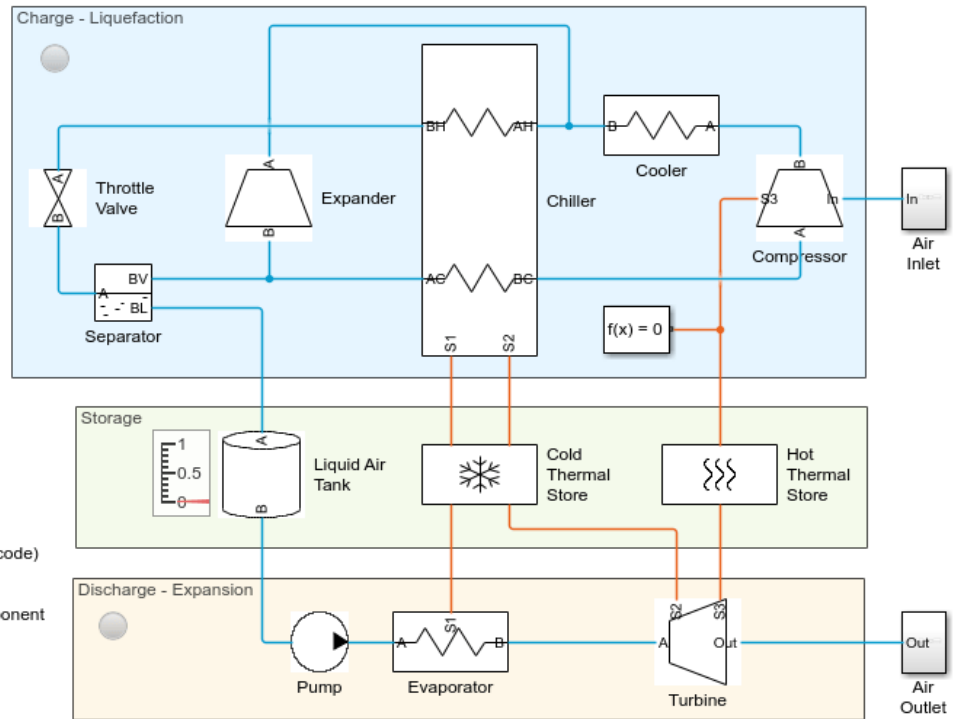 Charge - Liquefaction
BH
AH
B
A
Cooler
A
B
Throttle
Valve
A
B
Expander
Chiller
B
S3
In
A
Compressor
In
Air
Inlet
BV
A
BL
Separator
AC
BC
f(x) = 0
S1
S2
Storage
1
0.5
0
A
B
Liquid Air
Tank
Cold
Thermal
Store
Hot
Thermal
Store
code)
onent
Discharge - Expansion
Pump
A
S1
B
Evaporator
S2
S3
A
Out
Turbine
Out
Air
Outlet